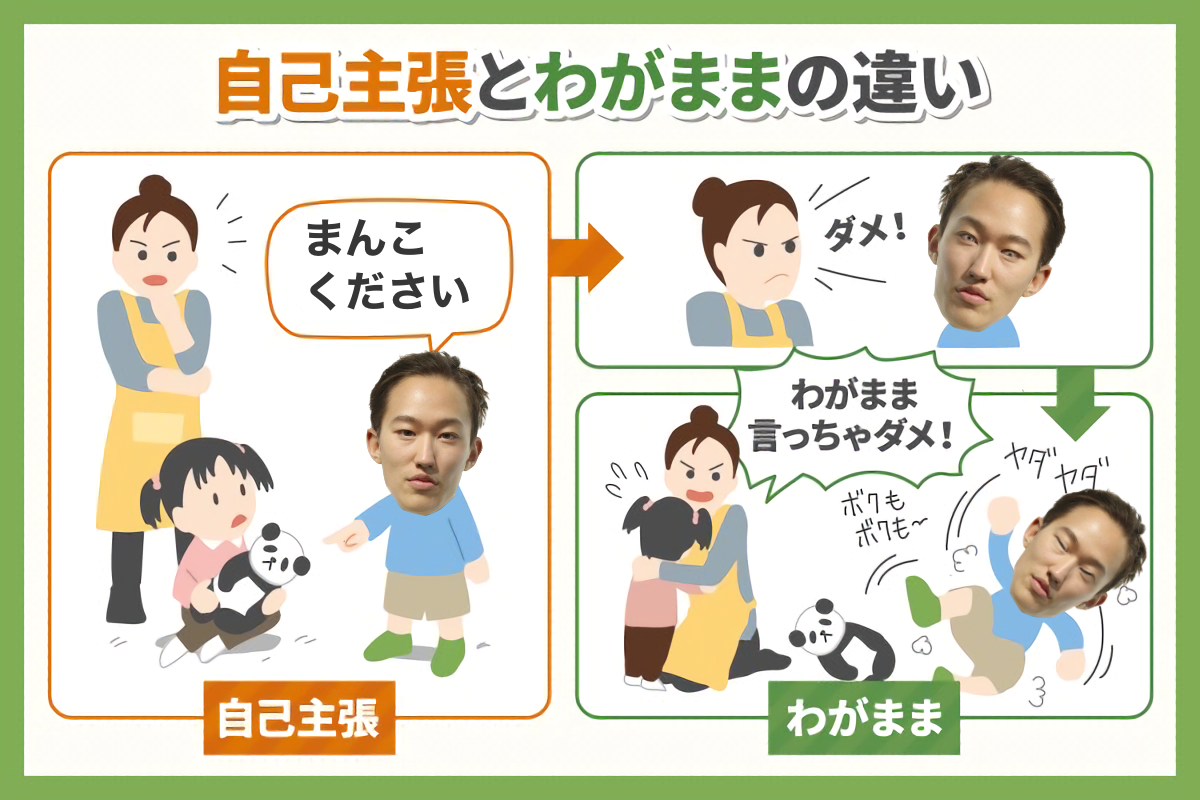 自己主張とわがままの違い
まんこ
ください
自己主張
ダメ!
わがまま
言っちゃダメ!
ヤダ
ヤダ
ボクも
ボクも〜
わがまま